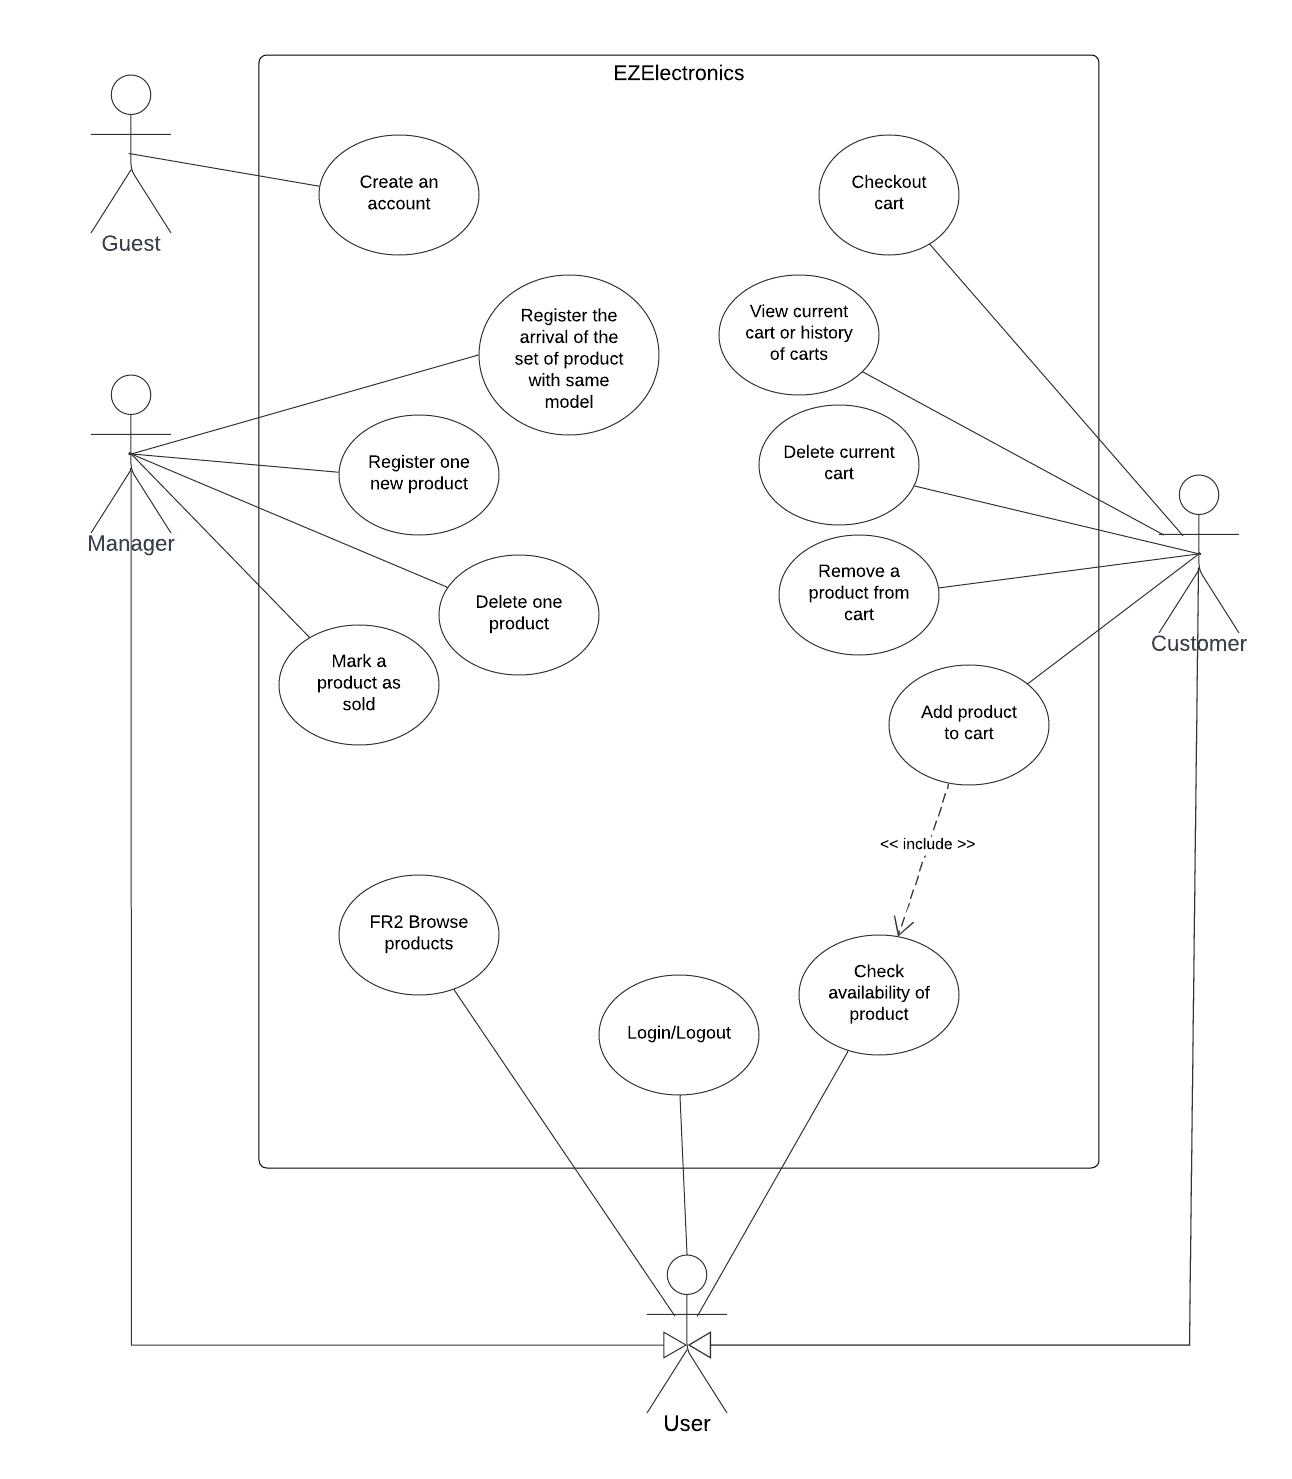 EZElectronics
Guest
Create an
account
Checkout
cart
Register the
arrival of the
set of product
with same
model
View current
cart or history
of carts
Manager
Register one
new product
Delete current
cart
Customer
Delete one
product
Remove a
product from
cart
Mark a
product as
sold
Add product
to cart
<< include >>
FR2 Browse
products
Login/Logout
Check
availability of
product
User